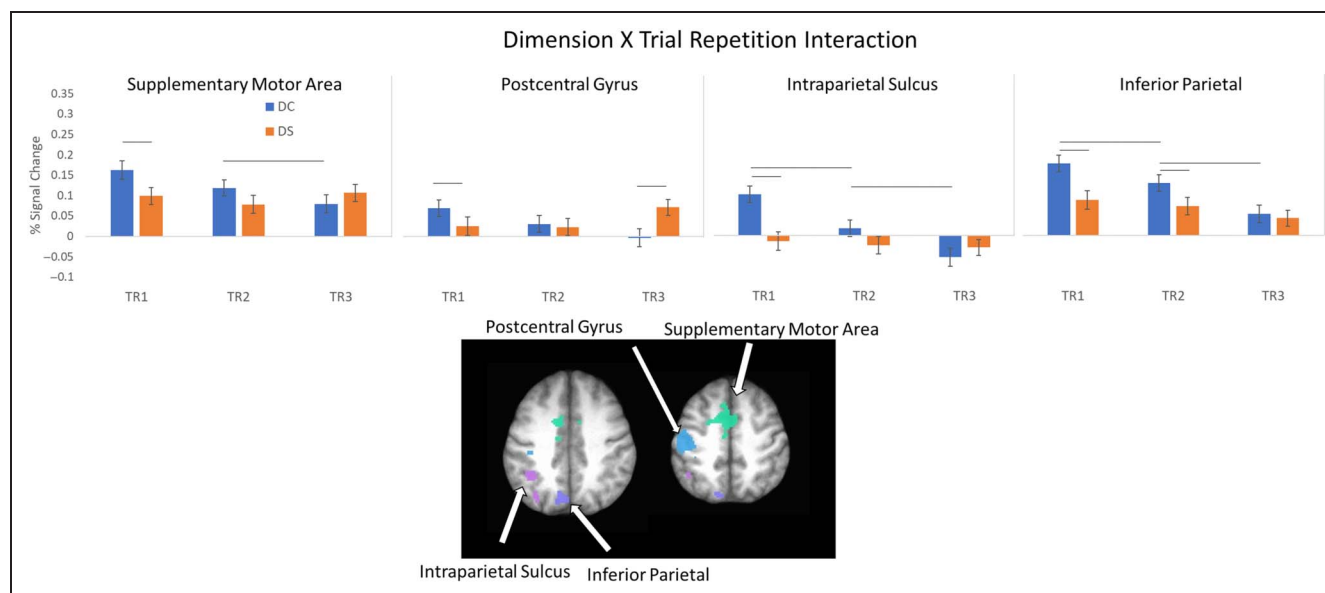 Dimension X Trial Repetition Interaction
Supplementary Motor Area
Postcentral Gyrus
Intraparietal Sulcus
Inferior Parietal
% Signal Change
0.35
0.3
0.25
0.2
0.15
0.1
0.05
0
−0.05
−0.1
DC
DS
TR1 TR2 TR3
TR1 TR2 TR3
TR1 TR2 TR3
TR1 TR2 TR3
Postcentral Gyrus
Supplementary Motor Area
Intraparietal Sulcus
Inferior Parietal